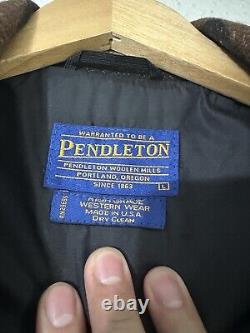 WARRANTED TO BE A
PENDLETON
PENDLETON WOOLEN MILLS
PORTLAND, OREGON
SINCE 1863
L
HIGH GRADE
WESTERN WEAR
MADE IN U.S.A.
DRY CLEAN